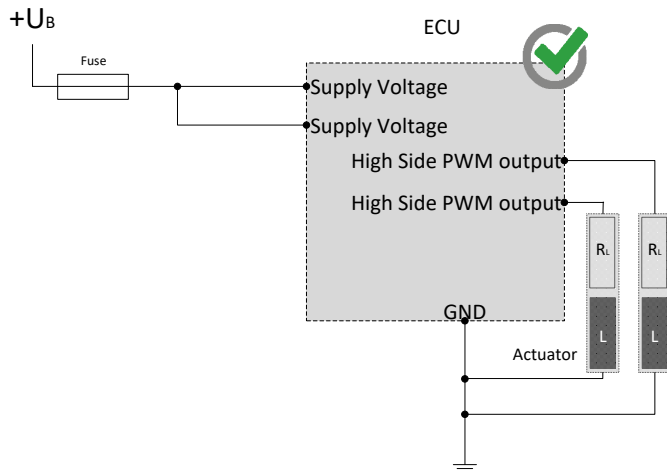 +UB
ECU
Fuse
Supply Voltage
Supply Voltage
High Side PWM output
High Side PWM output
RL
RL
GND
L
L
Actuator